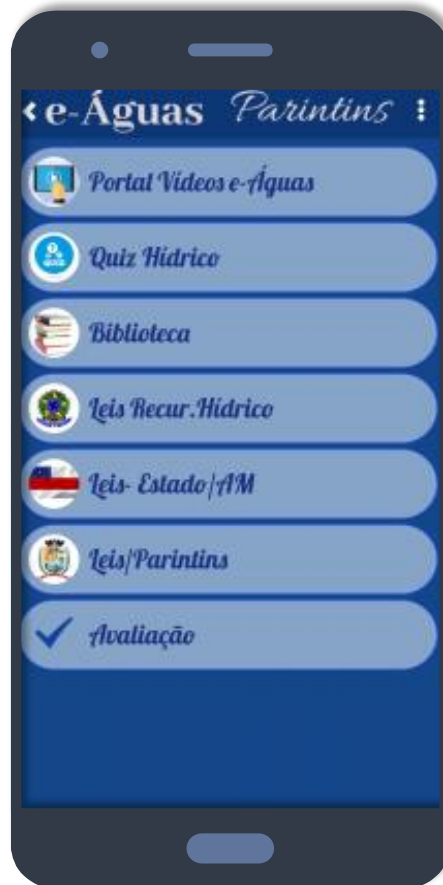 e-Águas Parintins
Portal Vídeos e-Águas
Quiz Hídrico
Biblioteca
Leis Recur.Hídrico
Leis- Estado/AM
Leis/Parintins
Avaliação